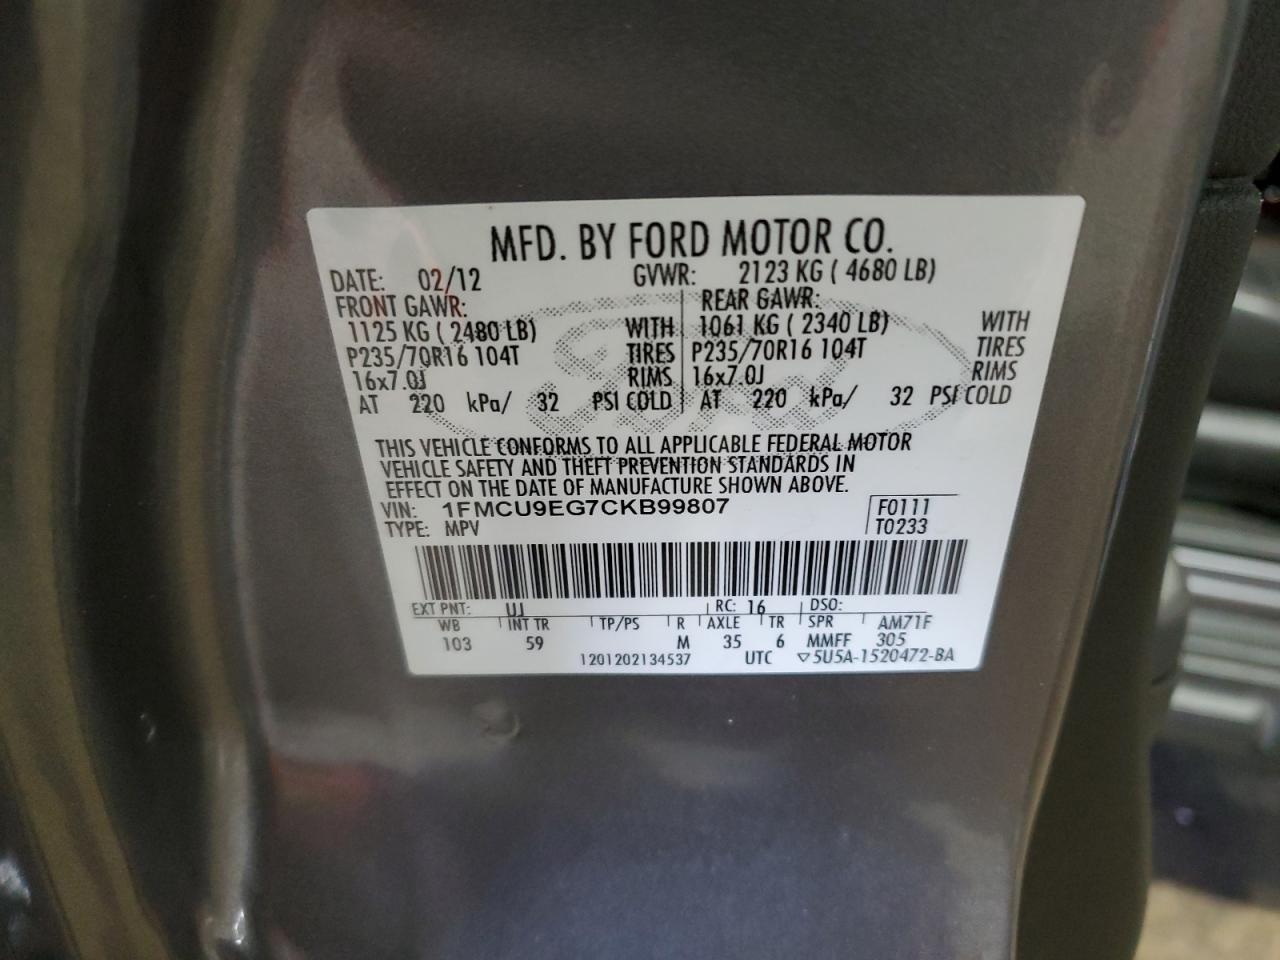 MFD. BY FORD MOTOR CO.
DATE: 02/12 GVWR: 2123 KG ( 4680 LB)
FRONT GAWR: REAR GAWR:
1125 KG ( 2480 LB) WITH 1061 KG ( 2340 LB) WITH
P235/70R16 104T TIRES P235/70R16 104T TIRES
16x7.0J RIMS 16x7.0J RIMS
AT 220 kPa/ 32 PSI COLD AT 220 kPa/ 32 PSI COLD
THIS VEHICLE CONFORMS TO ALL APPLICABLE FEDERAL MOTOR
VEHICLE SAFETY AND THEFT PREVENTION STANDARDS IN
EFFECT ON THE DATE OF MANUFACTURE SHOWN ABOVE.
VIN: 1FMCU9EG7CKB99807 F0111
TYPE: MPV T0233
EXT PNT: UJ RC: 16 DSO:
WB INT TR TP/PS R AXLE TR SPR AM71F
103 59 M 35 6 MMFF 305
1201202134537 UTC ▽5U5A-1520472-BA